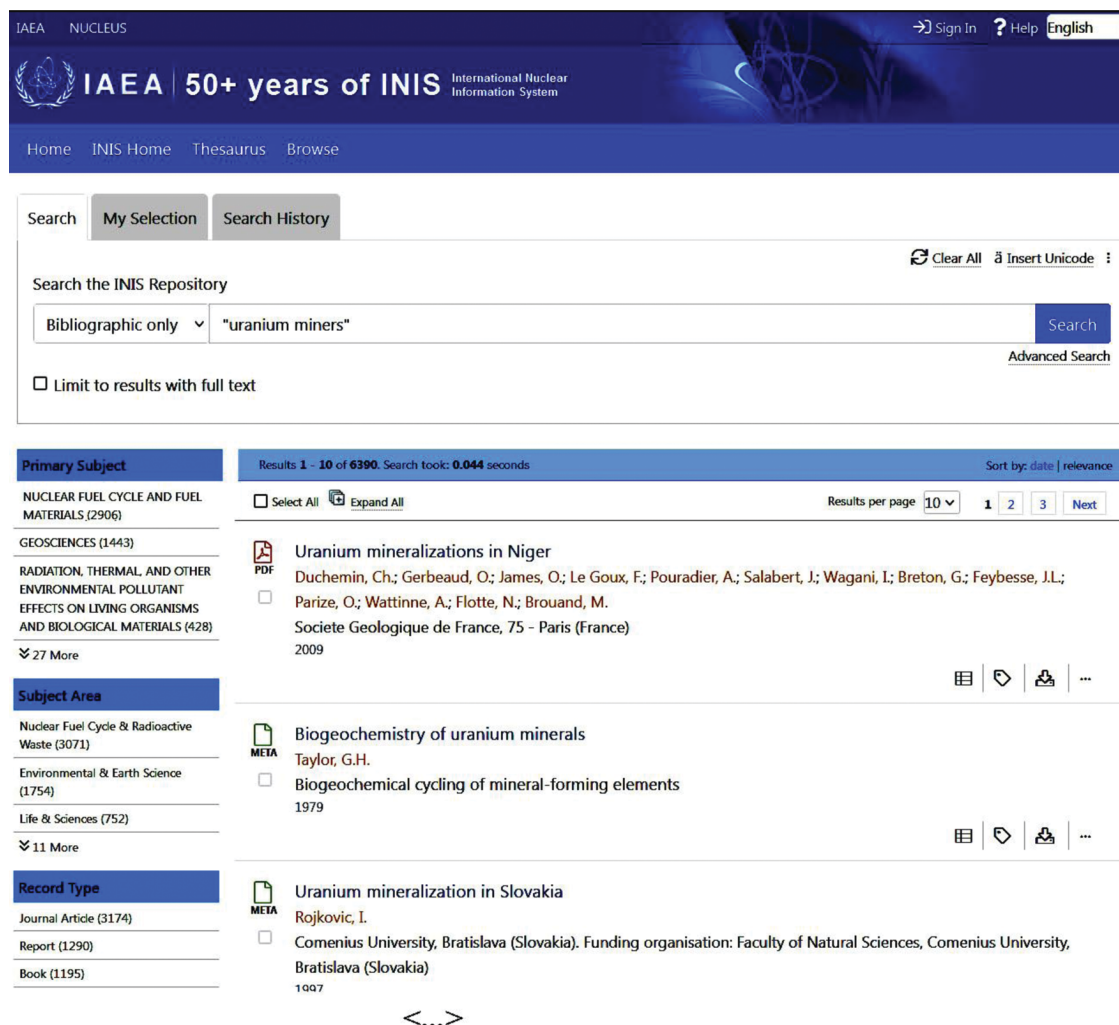 IAEA NUCLEUS
Sign In ? Help English
IAEA | 50+ years of INIS International Nuclear Information System
Home INIS Home Thesaurus Browse
Search My Selection Search History
Clear All ä Insert Unicode
Search the INIS Repository
Bibliographic only "uranium miners" Search
Advanced Search
Limit to results with full text
Primary Subject
NUCLEAR FUEL CYCLE AND FUEL
MATERIALS (2906)
GEOSCIENCES (1443)
RADIATION, THERMAL, AND OTHER
ENVIRONMENTAL POLLUTANT
EFFECTS ON LIVING ORGANISMS
AND BIOLOGICAL MATERIALS (428)
27 More
Subject Area
Nuclear Fuel Cycle & Radioactive
Waste (3071)
Environmental & Earth Science
(1754)
Life & Sciences (752)
11 More
Record Type
Journal Article (3174)
Report (1290)
Book (1195)
Results 1 - 10 of 6390. Search took: 0.044 seconds
Sort by: date | relevance
Select All Expand All
Results per page 10 1 2 3 Next
PDF
Uranium mineralizations in Niger
Duchemin, Ch.; Gerbeaud, O.; James, O.; Le Goux, F.; Pouradier, A.; Salabert, J.; Wagani, I.; Breton, G.; Feybesse, J.L.;
Parize, O.; Wattinne, A.; Flotte, N.; Brouand, M.
Societe Geologique de France, 75 - Paris (France)
2009
META
Biogeochemistry of uranium minerals
Taylor, G.H.
Biogeochemical cycling of mineral-forming elements
1979
META
Uranium mineralization in Slovakia
Rojkovic, I.
Comenius University, Bratislava (Slovakia). Funding organisation: Faculty of Natural Sciences, Comenius University,
Bratislava (Slovakia)
1997
<...>